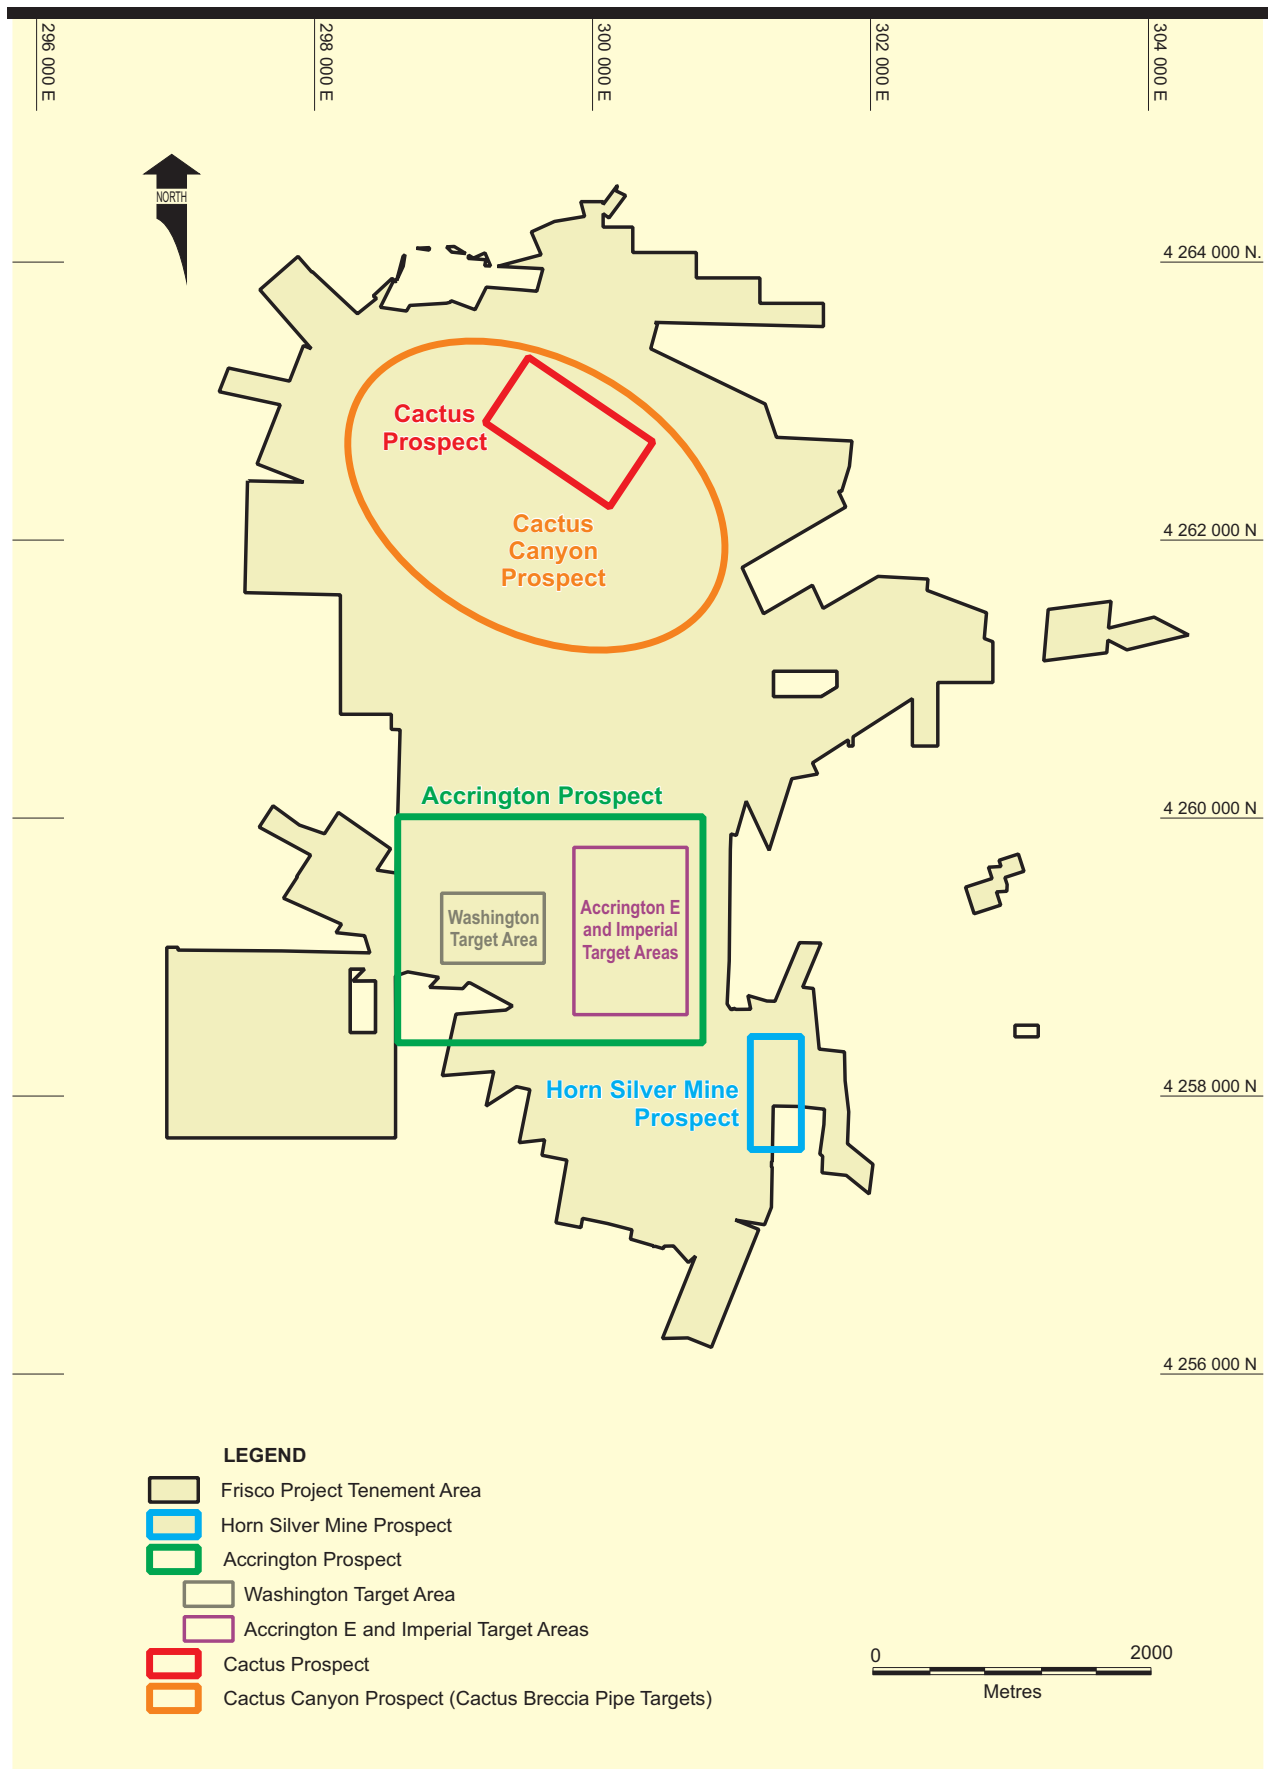 296 000 E
298 000 E
300 000 E
302 000 E
304 000 E
NORTH
4 264 000 N.
Cactus
Prospect
Cactus
Canyon
Prospect
4 262 000 N
Accrington Prospect
4 260 000 N
Washington
Target Area
Accrington E
and Imperial
Target Areas
Horn Silver Mine
Prospect
4 258 000 N
4 256 000 N
LEGEND
Frisco Project Tenement Area
Horn Silver Mine Prospect
Accrington Prospect
Washington Target Area
Accrington E and Imperial Target Areas
Cactus Prospect
Cactus Canyon Prospect (Cactus Breccia Pipe Targets)
0 2000
Metres